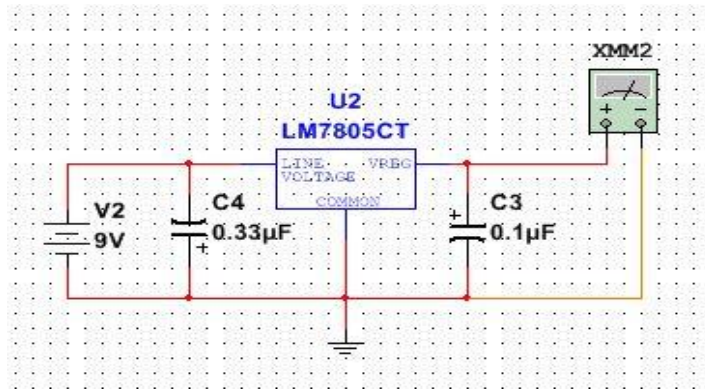 XMM2
U2
LM7805CT
LINE VREG
VOLTAGE
COMMON
V2
9V
C4
0.33µF
C3
0.1µF
+ −
+
+